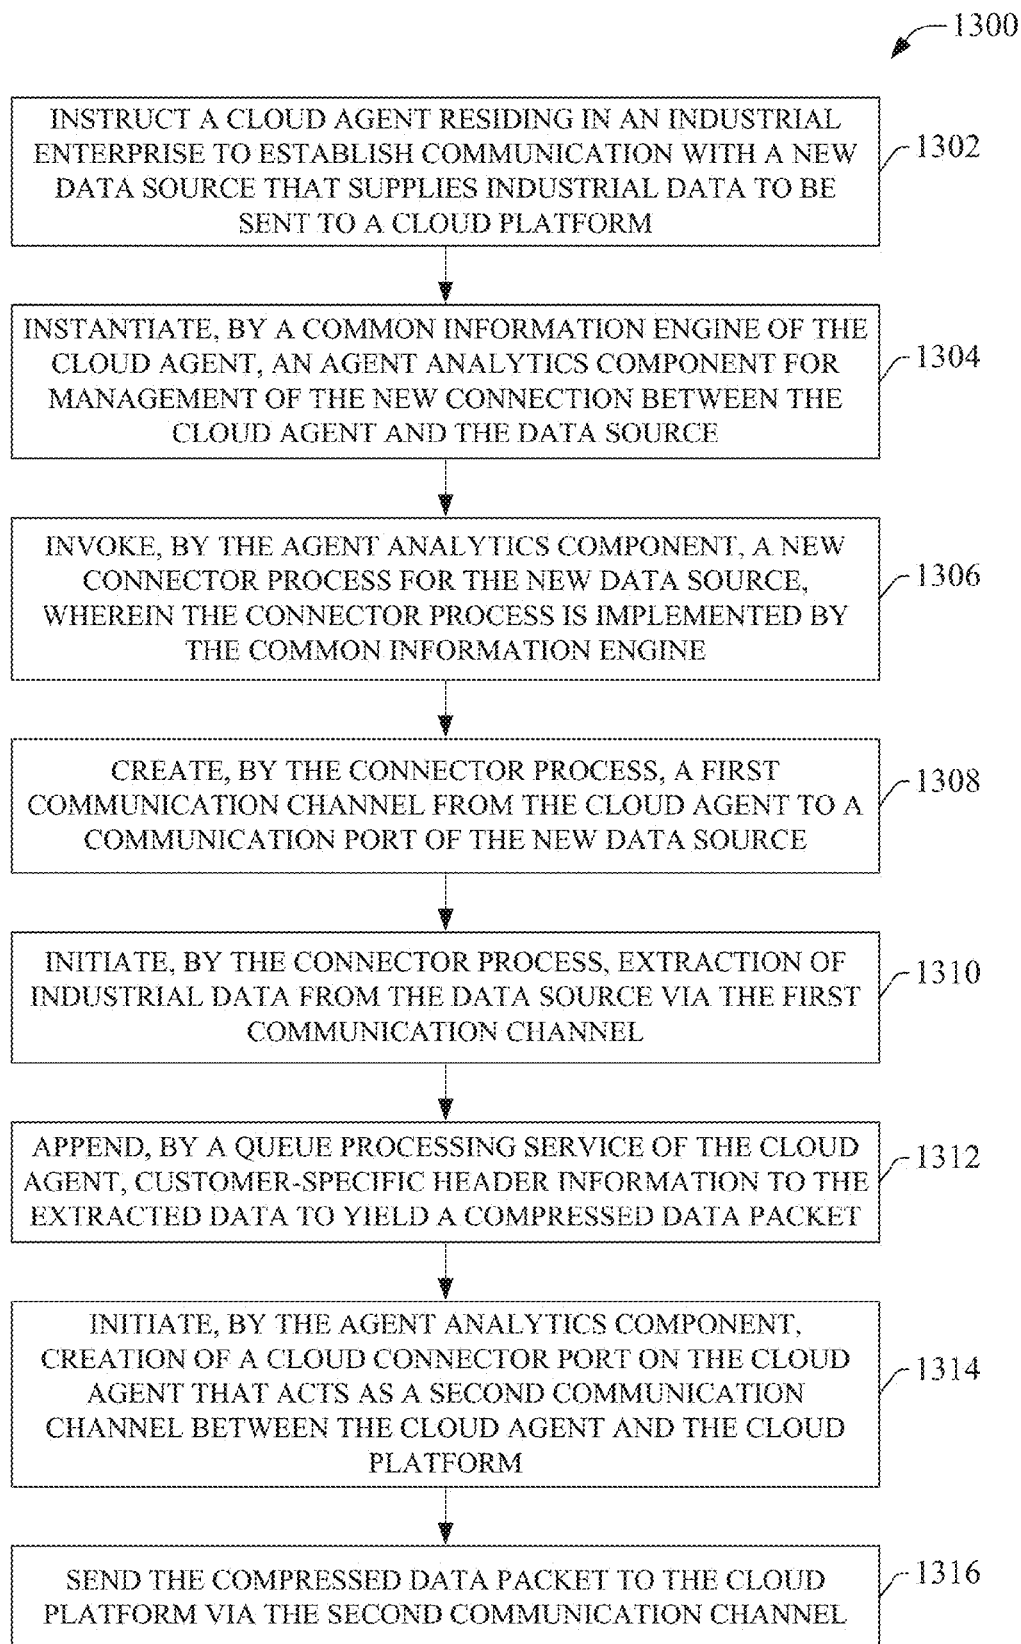 1300
INSTRUCT A CLOUD AGENT RESIDING IN AN INDUSTRIAL
ENTERPRISE TO ESTABLISH COMMUNICATION WITH A NEW
DATA SOURCE THAT SUPPLIES INDUSTRIAL DATA TO BE
SENT TO A CLOUD PLATFORM
1302
INSTANTIATE, BY A COMMON INFORMATION ENGINE OF THE
CLOUD AGENT, AN AGENT ANALYTICS COMPONENT FOR
MANAGEMENT OF THE NEW CONNECTION BETWEEN THE
CLOUD AGENT AND THE DATA SOURCE
1304
INVOKE, BY THE AGENT ANALYTICS COMPONENT, A NEW
CONNECTOR PROCESS FOR THE NEW DATA SOURCE,
WHEREIN THE CONNECTOR PROCESS IS IMPLEMENTED BY
THE COMMON INFORMATION ENGINE
1306
CREATE, BY THE CONNECTOR PROCESS, A FIRST
COMMUNICATION CHANNEL FROM THE CLOUD AGENT TO A
COMMUNICATION PORT OF THE NEW DATA SOURCE
1308
INITIATE, BY THE CONNECTOR PROCESS, EXTRACTION OF
INDUSTRIAL DATA FROM THE DATA SOURCE VIA THE FIRST
COMMUNICATION CHANNEL
1310
APPEND, BY A QUEUE PROCESSING SERVICE OF THE CLOUD
AGENT, CUSTOMER-SPECIFIC HEADER INFORMATION TO THE
EXTRACTED DATA TO YIELD A COMPRESSED DATA PACKET
1312
INITIATE, BY THE AGENT ANALYTICS COMPONENT,
CREATION OF A CLOUD CONNECTOR PORT ON THE CLOUD
AGENT THAT ACTS AS A SECOND COMMUNICATION
CHANNEL BETWEEN THE CLOUD AGENT AND THE CLOUD
PLATFORM
1314
SEND THE COMPRESSED DATA PACKET TO THE CLOUD
PLATFORM VIA THE SECOND COMMUNICATION CHANNEL
1316